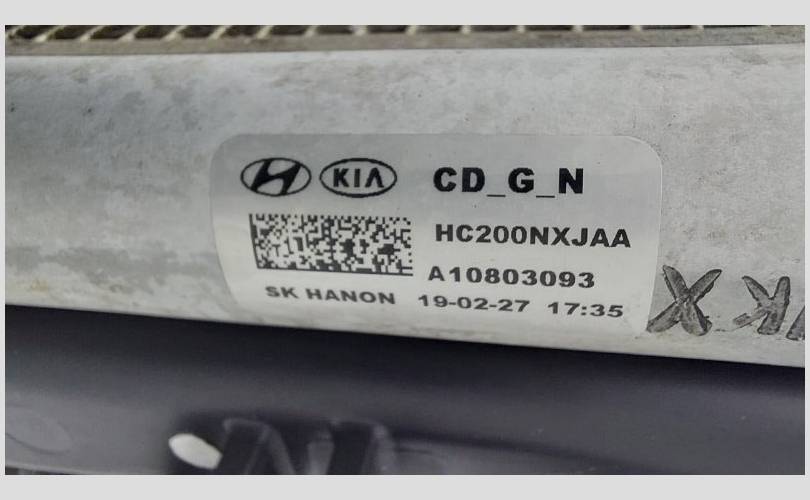 KIA CD_G_N
HC200NXJAA
A10803093
SK HANON 19-02-27 17:35
X